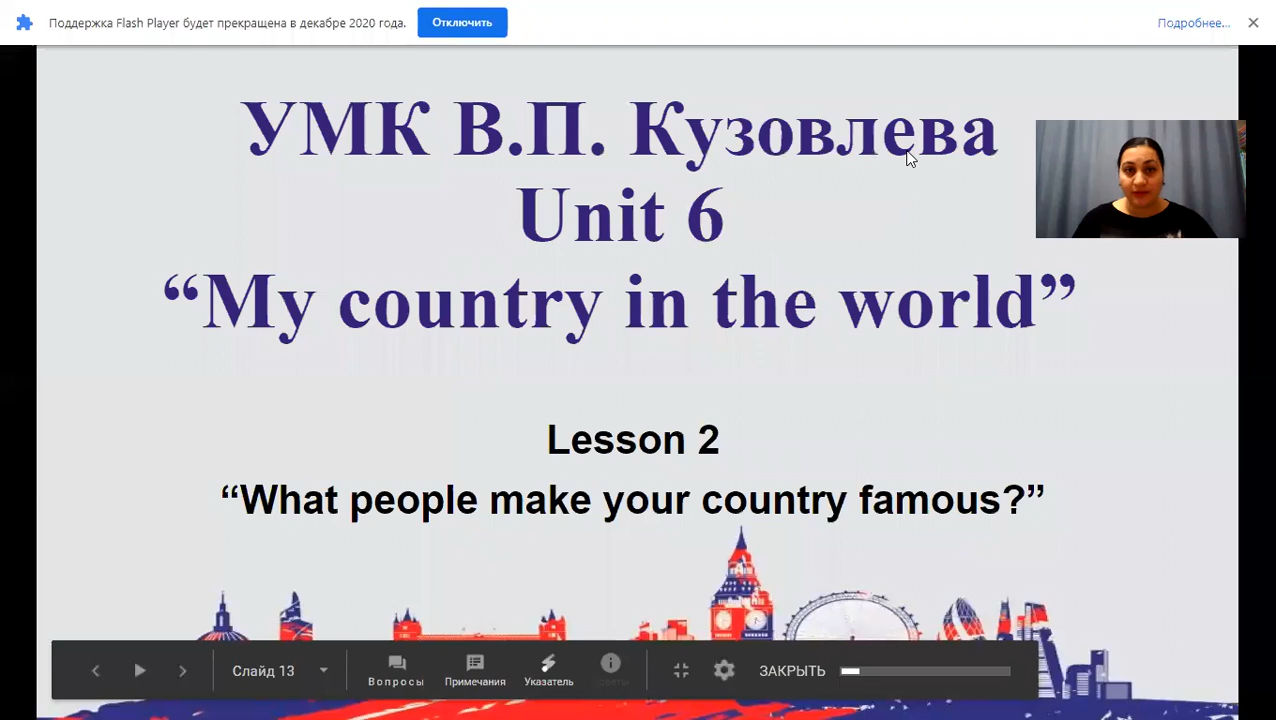 Поддержка Flash Player будет прекращена в декабре 2020 года.
Отключить
Подробнее...
УМК В.П. Кузовлева
Unit 6
“My country in the world”
Lesson 2
“What people make your country famous?”
Слайд 13
Вопросы
Примечания
Указатель
ЗАКРЫТЬ